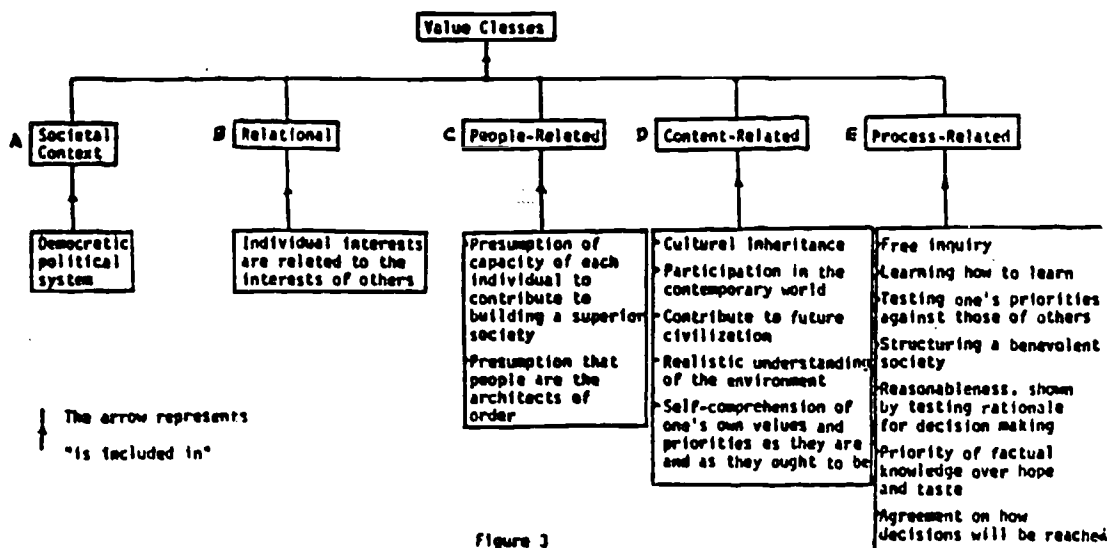 Value Classes
A
Societal
Context
B
Relational
C
People-Related
D
Content-Related
E
Process-Related
Democratic
political
system
Individual interests
are related to the
interests of others
Presumption of
capacity of each
individual to
contribute to
building a superior
society
Presumption that
people are the
architects of
order
Cultural inheritance
Participation in the
contemporary world
Contribute to future
civilization
Realistic understanding
of the environment
Self-comprehension of
one's own values and
priorities as they are
and as they ought to be
Free inquiry
Learning how to learn
Testing one's priorities
against those of others
Structuring a benevolent
society
Reasonableness, shown
by testing rationale
for decision making
Priority of factual
knowledge over hope
and taste
Agreement on how
decisions will be reached
The arrow represents
"is included in"
Figure 3